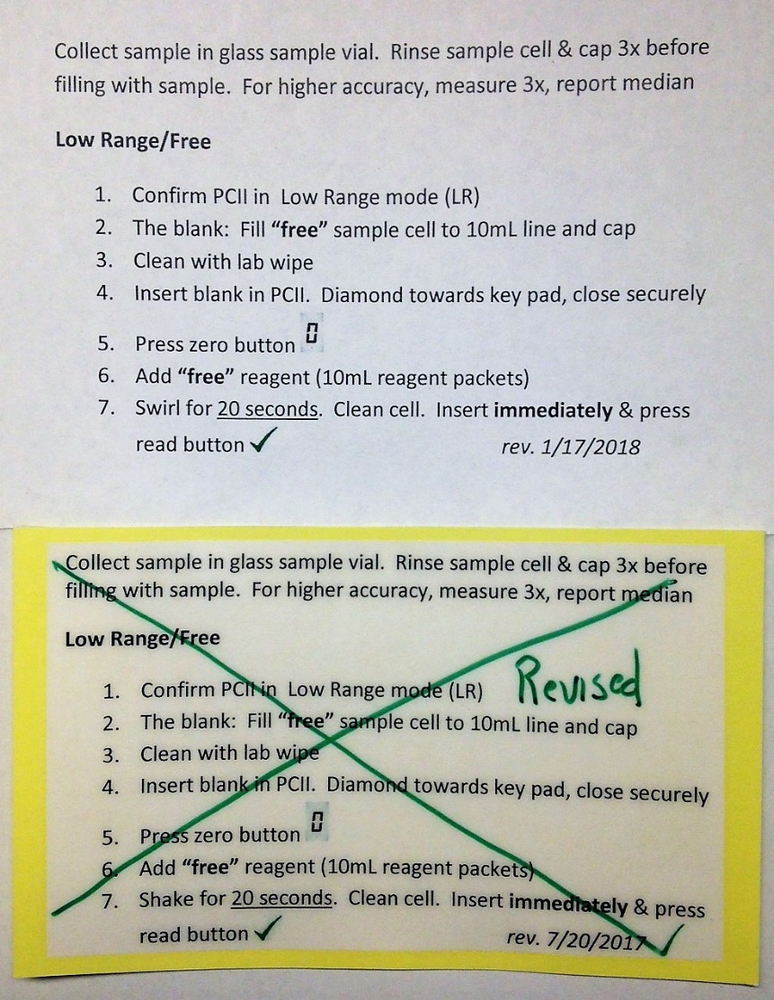 Collect sample in glass sample vial. Rinse sample cell & cap 3x before
filling with sample. For higher accuracy, measure 3x, report median
Low Range/Free
1. Confirm PCII in Low Range mode (LR)
2. The blank: Fill “free” sample cell to 10mL line and cap
3. Clean with lab wipe
4. Insert blank in PCII. Diamond towards key pad, close securely
5. Press zero button 0
6. Add “free” reagent (10mL reagent packets)
7. Swirl for 20 seconds. Clean cell. Insert immediately & press
read button ✓ rev. 1/17/2018
Collect sample in glass sample vial. Rinse sample cell & cap 3x before
filling with sample. For higher accuracy, measure 3x, report median
Low Range/Free
Revised
1. Confirm PCII in Low Range mode (LR)
2. The blank: Fill “free” sample cell to 10mL line and cap
3. Clean with lab wipe
4. Insert blank in PCII. Diamond towards key pad, close securely
5. Press zero button 0
6. Add “free” reagent (10mL reagent packets)
7. Shake for 20 seconds. Clean cell. Insert immediately & press
read button ✓ rev. 7/20/2017